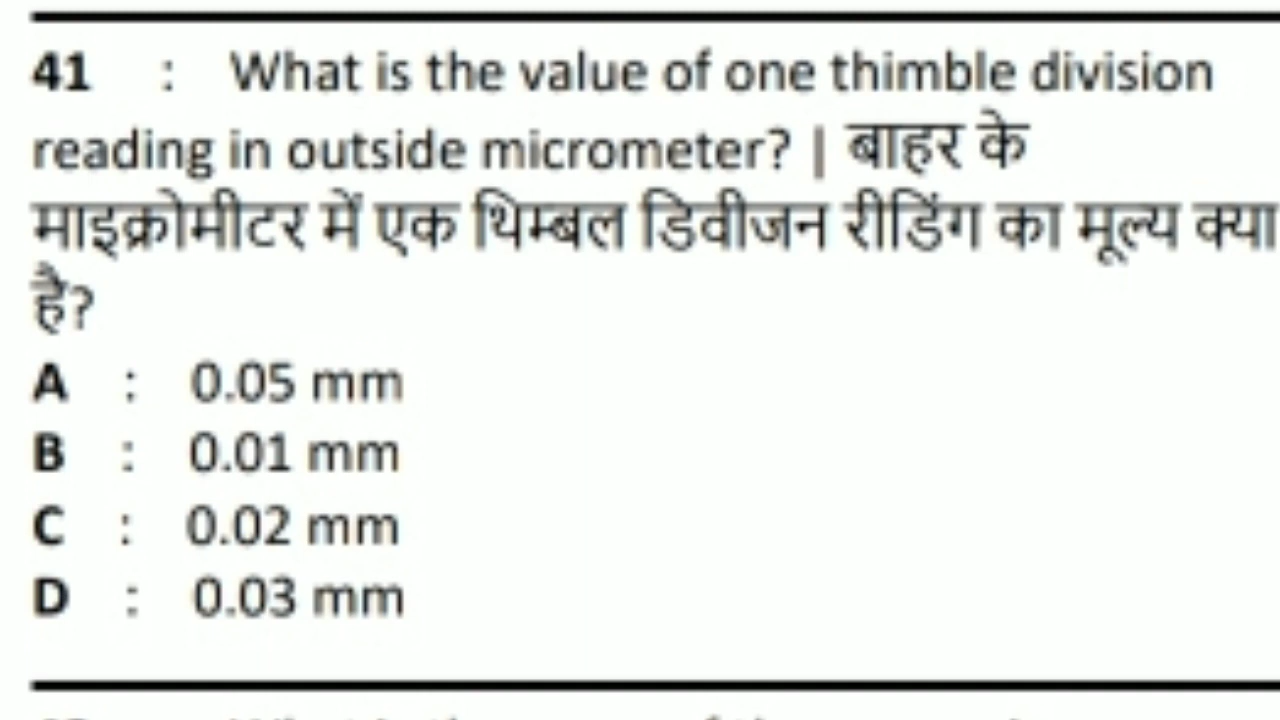 41 : What is the value of one thimble division
reading in outside micrometer? | बाहर के
माइक्रोमीटर में एक थिम्बल डिवीजन रीडिंग का मूल्य क्या
है?
A : 0.05 mm
B : 0.01 mm
C : 0.02 mm
D : 0.03 mm